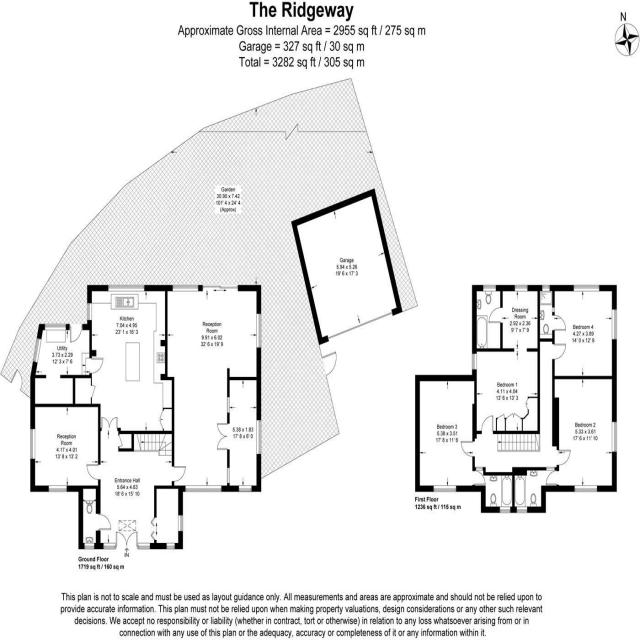 The Ridgeway
Approximate Gross Internal Area = 2955 sq ft / 275 sq m
Garage = 327 sq ft / 30 sq m
Total = 3282 sq ft / 305 sq m
N
Garden
30.90 x 7.42
101'4 x 24'4
(Approx)
Garage
5.94 x 5.26
19'6 x 17'3
Kitchen
7.04 x 4.95
23'1 x 16'3
Reception
Room
9.91 x 6.02
32'6 x 19'9
Utility
3.73 x 2.29
12'3 x 7'6
Reception
Room
4.17 x 4.01
13'8 x 13'2
5.38 x 1.83
17'8 x 6'0
Entrance Hall
5.64 x 4.83
18'6 x 15'10
IN
Ground Floor
1719 sq ft / 160 sq m
Dressing
Room
2.92 x 2.36
9'7 x 7'9
Bedroom 4
4.27 x 3.89
14'0 x 12'9
Bedroom 1
4.11 x 4.04
13'6 x 13'3
Bedroom 3
5.38 x 3.51
17'8 x 11'6
Bedroom 2
5.33 x 3.61
17'6 x 11'10
First Floor
1236 sq ft / 115 sq m
This plan is not to scale and must be used as layout guidance only. All measurements and areas are approximate and should not be relied upon to
provide accurate information. This plan must not be relied upon when making property valuations, design considerations or any other such relevant
decisions. We accept no responsibility or liability (whether in contract, tort or otherwise) in relation to any loss whatsoever arising from or in
connection with any use of this plan or the adequacy, accuracy or completeness of it or any information within it.